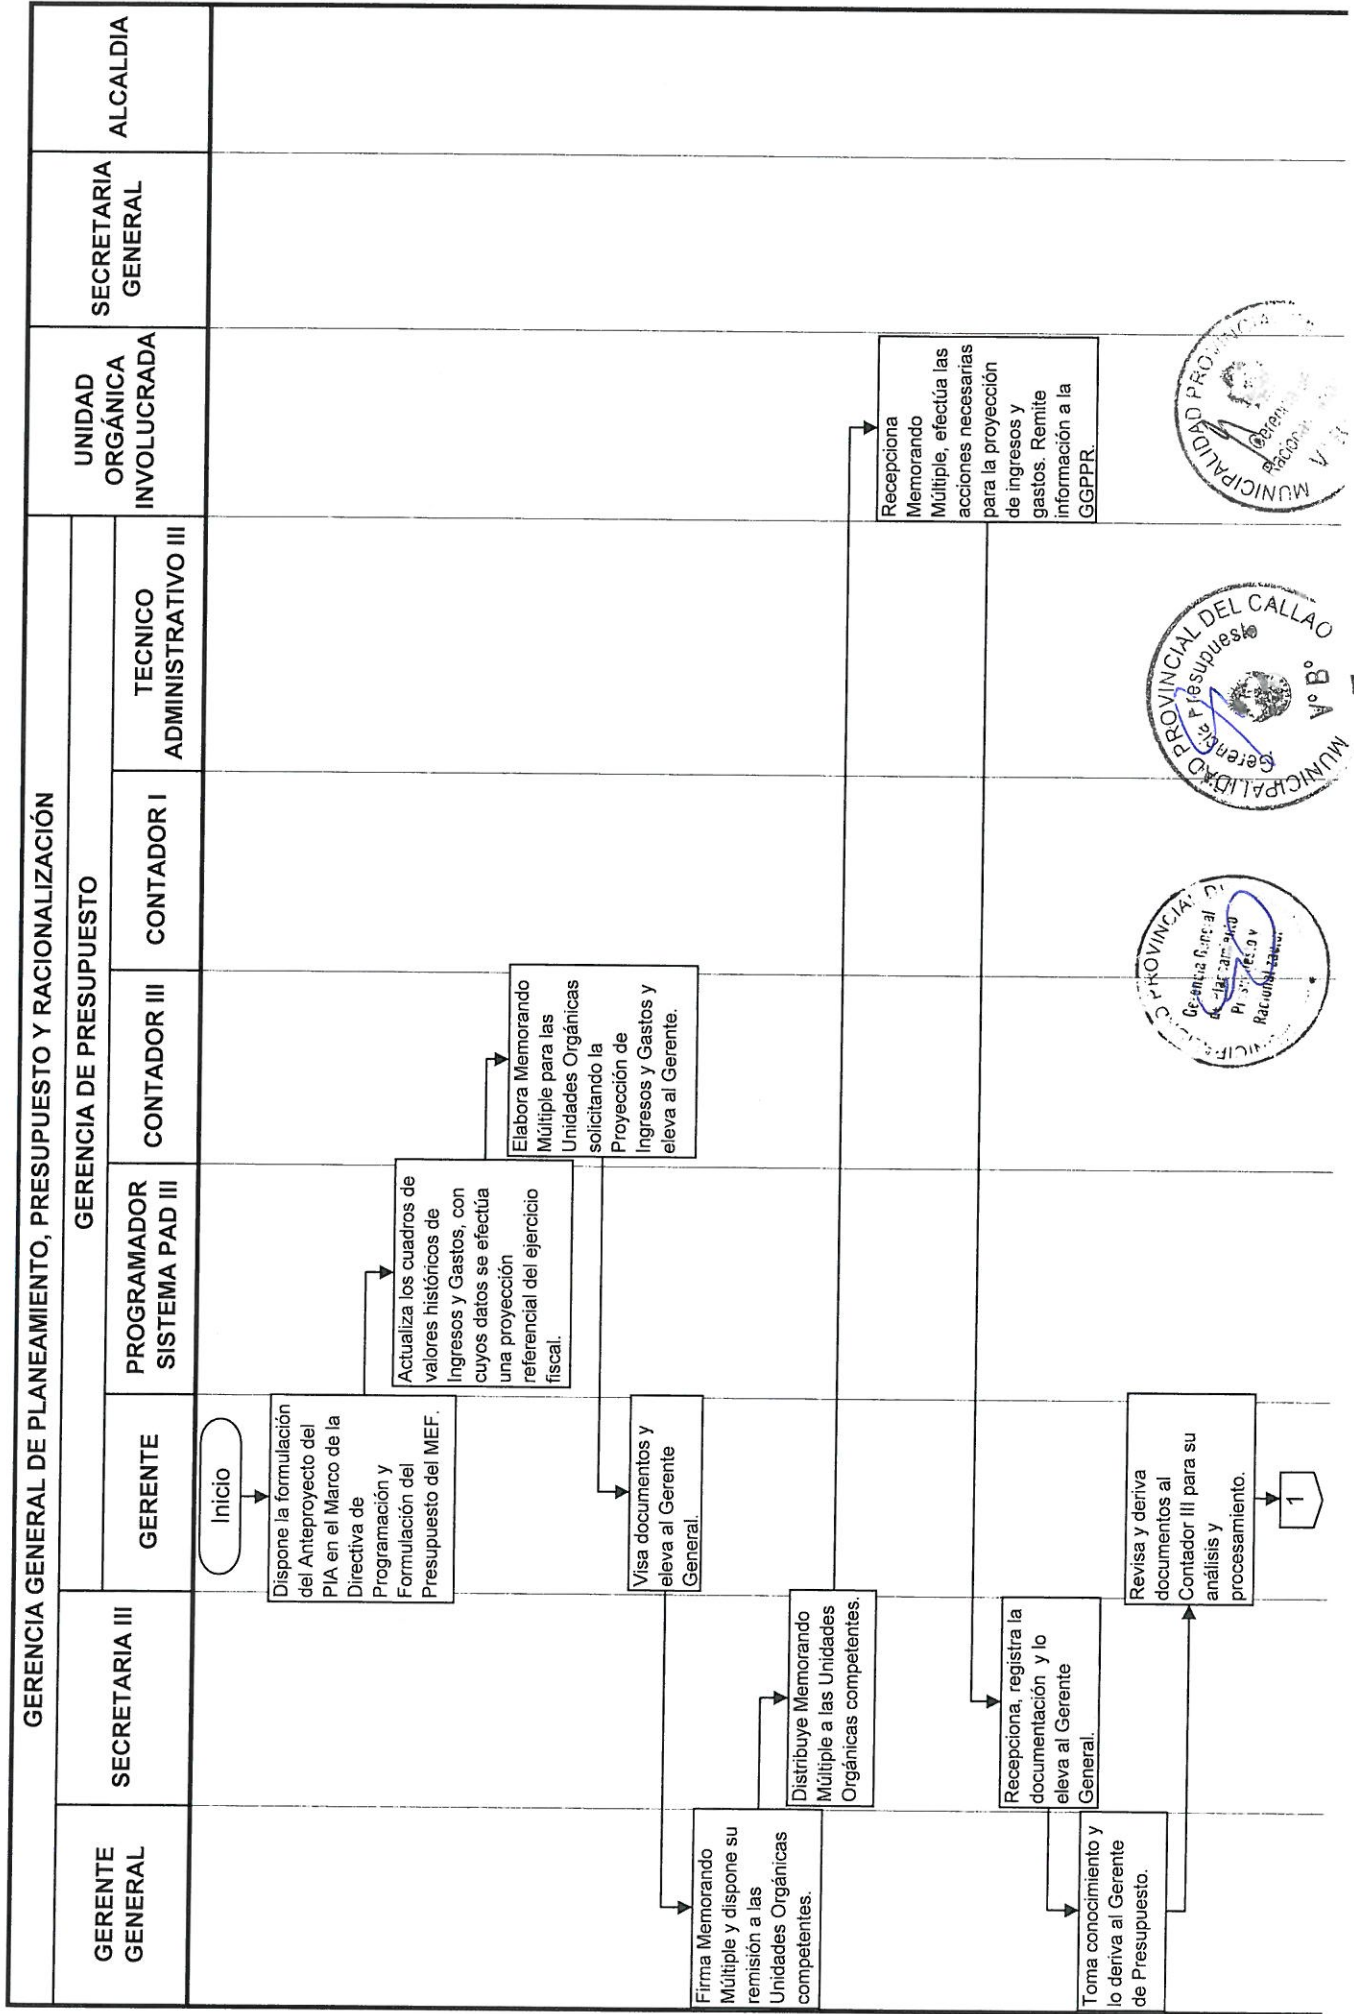 GERENCIA GENERAL DE PLANEAMIENTO, PRESUPUESTO Y RACIONALIZACIÓN
GERENCIA DE PRESUPUESTO
GERENTE
GENERAL
SECRETARIA III
GERENTE
PROGRAMADOR
SISTEMA PAD III
CONTADOR III
CONTADOR I
TECNICO
ADMINISTRATIVO III
UNIDAD
ORGÁNICA
INVOLUCRADA
SECRETARIA
GENERAL
ALCALDIA
Inicio
Dispone la formulación
del Anteproyecto del
PIA en el Marco de la
Directiva de
Programación y
Formulación del
Presupuesto del MEF.
Actualiza los cuadros de
valores históricos de
Ingresos y Gastos, con
cuyos datos se efectúa
una proyección
referencial del ejercicio
fiscal.
Elabora Memorando
Múltiple para las
Unidades Orgánicas
solicitando la
Proyección de
Ingresos y Gastos y
eleva al Gerente.
Visa documentos y
eleva al Gerente
General.
Firma Memorando
Múltiple y dispone su
remisión a las
Unidades Orgánicas
competentes.
Distribuye Memorando
Múltiple a las Unidades
Orgánicas competentes.
Recepciona
Memorando
Múltiple, efectúa las
acciones necesarias
para la proyección
de ingresos y
gastos. Remite
información a la
GGPPR.
Recepciona, registra la
documentación y lo
eleva al Gerente
General.
Toma conocimiento y
lo deriva al Gerente
de Presupuesto.
Revisa y deriva
documentos al
Contador III para su
análisis y
procesamiento.
1
PROVINCIAL
Gerencia General
MUNICIPALIDAD PROVINCIAL DEL CALLAO
Gerencia Presupuesto
MUNICIPALIDAD